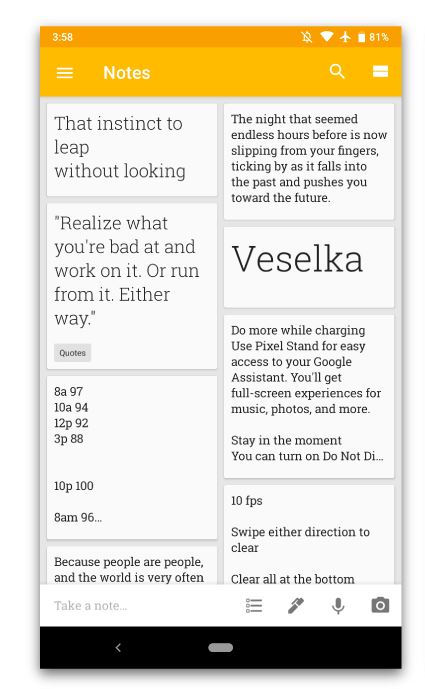 3:58
81%
Notes
That instinct to
leap
without looking
"Realize what
you're bad at and
work on it. Or run
from it. Either
way."
Quotes
8a 97
10a 94
12p 92
3p 88
10p 100
8am 96...
Because people are people,
and the world is very often
The night that seemed
endless hours before is now
slipping from your fingers,
ticking by as it falls into
the past and pushes you
toward the future.
Veselka
Do more while charging
Use Pixel Stand for easy
access to your Google
Assistant. You'll get
full-screen experiences for
music, photos, and more.
Stay in the moment
You can turn on Do Not Di...
10 fps
Swipe either direction to
clear
Clear all at the bottom
Take a note...